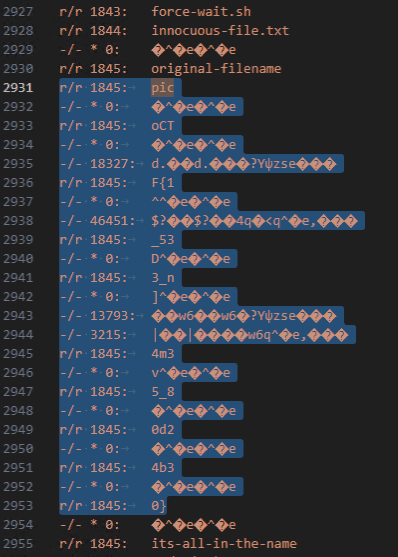 2927 r/r 1843: force-wait.sh
2928 r/r 1844: innocuous-file.txt
2929 -/- * 0: �^�e�^�e
2930 r/r 1845: original-filename
2931 r/r 1845:→ pic
2932 -/- * 0:→ �^�e�^�e
2933 r/r 1845:→ oCT
2934 -/- * 0:→ �^�e�^�e
2935 -/- 18327:→ d.��d.���?Yψzse���
2936 r/r 1845:→ F{1
2937 -/- * 0:→ ^^�e�^�e
2938 -/- 46451:→ $?��$?��4q�<q^�e,���
2939 r/r 1845:→ _53
2940 -/- * 0:→ D^�e�^�e
2941 r/r 1845:→ 3_n
2942 -/- * 0:→ ]^�e�^�e
2943 -/- 13793:→ ��w6��w6�?Yψzse���
2944 -/- 3215:→ |��|����w6q^�e,���
2945 r/r 1845:→ 4m3
2946 -/- * 0:→ v^�e�^�e
2947 r/r 1845:→ 5_8
2948 -/- * 0:→ �^�e�^�e
2949 r/r 1845:→ 0d2
2950 -/- * 0:→ �^�e�^�e
2951 r/r 1845:→ 4b3
2952 -/- * 0:→ �^�e�^�e
2953 r/r 1845:→ 0}
2954 -/- * 0: �^�e�^�e
2955 r/r 1845: its-all-in-the-name